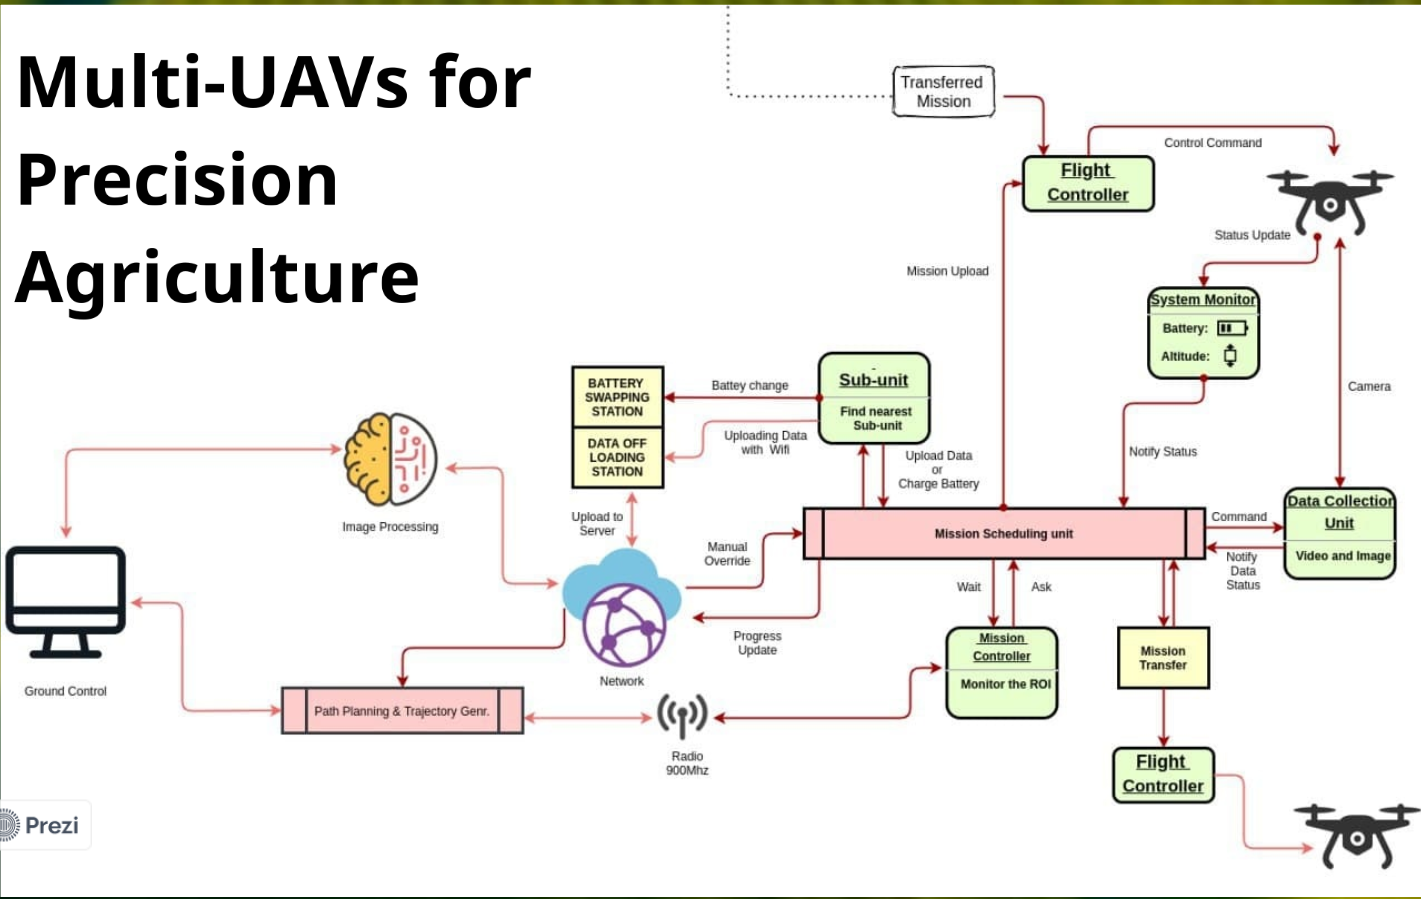 Multi-UAVs for
Precision
Agriculture
Transferred
Mission
Control Command
Flight
Controller
Status Update
Mission Upload
System Monitor
Battery:
Altitude:
Camera
Sub-unit
Find nearest
Sub-unit
BATTERY
SWAPPING
STATION
Battey change
DATA OFF
LOADING
STATION
Uploading Data
with Wifi
Upload Data
or
Charge Battery
Notify Status
Image Processing
Upload to
Server
Manual
Override
Mission Scheduling unit
Command
Data Collection
Unit
Video and Image
Notify
Data
Status
Wait
Ask
Progress
Update
Mission
Controller
Monitor the ROI
Mission
Transfer
Network
Ground Control
Path Planning & Trajectory Genr.
Radio
900Mhz
Flight
Controller
Prezi